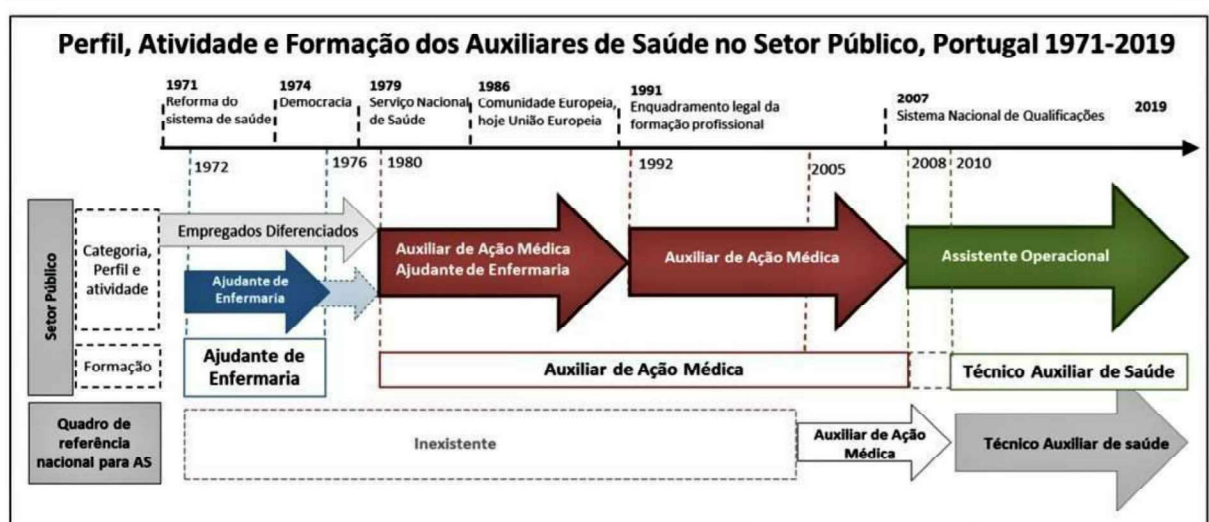 Perfil, Atividade e Formação dos Auxiliares de Saúde no Setor Público, Portugal 1971-2019
1971
Reforma do
sistema de saúde
1974
Democracia
1979
Serviço Nacional
de Saúde
1986
Comunidade Europeia,
hoje União Europeia
1991
Enquadramento legal da
formação profissional
2007
Sistema Nacional de Qualificações
2019
1972
1976
1980
1992
2005
2008
2010
Setor Público
Categoria,
Perfil e
atividade
Empregados Diferenciados
Ajudante de
Enfermaria
Auxiliar de Ação Médica
Ajudante de Enfermaria
Auxiliar de Ação Médica
Assistente Operacional
Formação
Ajudante de
Enfermaria
Auxiliar de Ação Médica
Técnico Auxiliar de Saúde
Quadro de
referência
nacional para AS
Inexistente
Auxiliar de Ação
Médica
Técnico Auxiliar de saúde